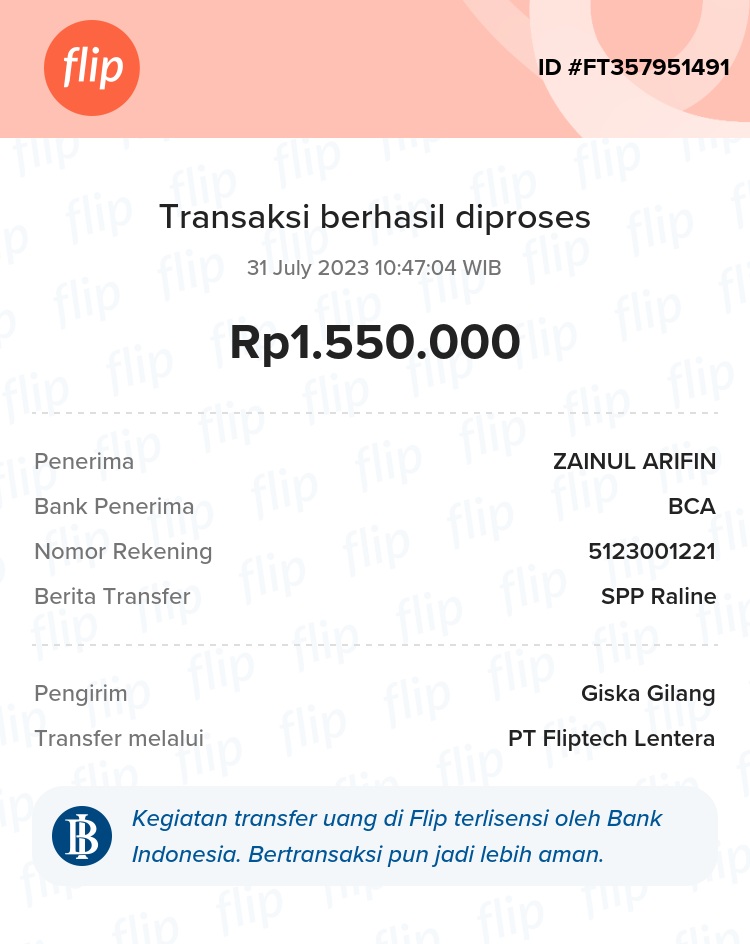 flip
ID #FT357951491
Transaksi berhasil diproses
31 July 2023 10:47:04 WIB
Rp1.550.000
Penerima ZAINUL ARIFIN
Bank Penerima BCA
Nomor Rekening 5123001221
Berita Transfer SPP Raline
Pengirim Giska Gilang
Transfer melalui PT Fliptech Lentera
Kegiatan transfer uang di Flip terlisensi oleh Bank
Indonesia. Bertransaksi pun jadi lebih aman.